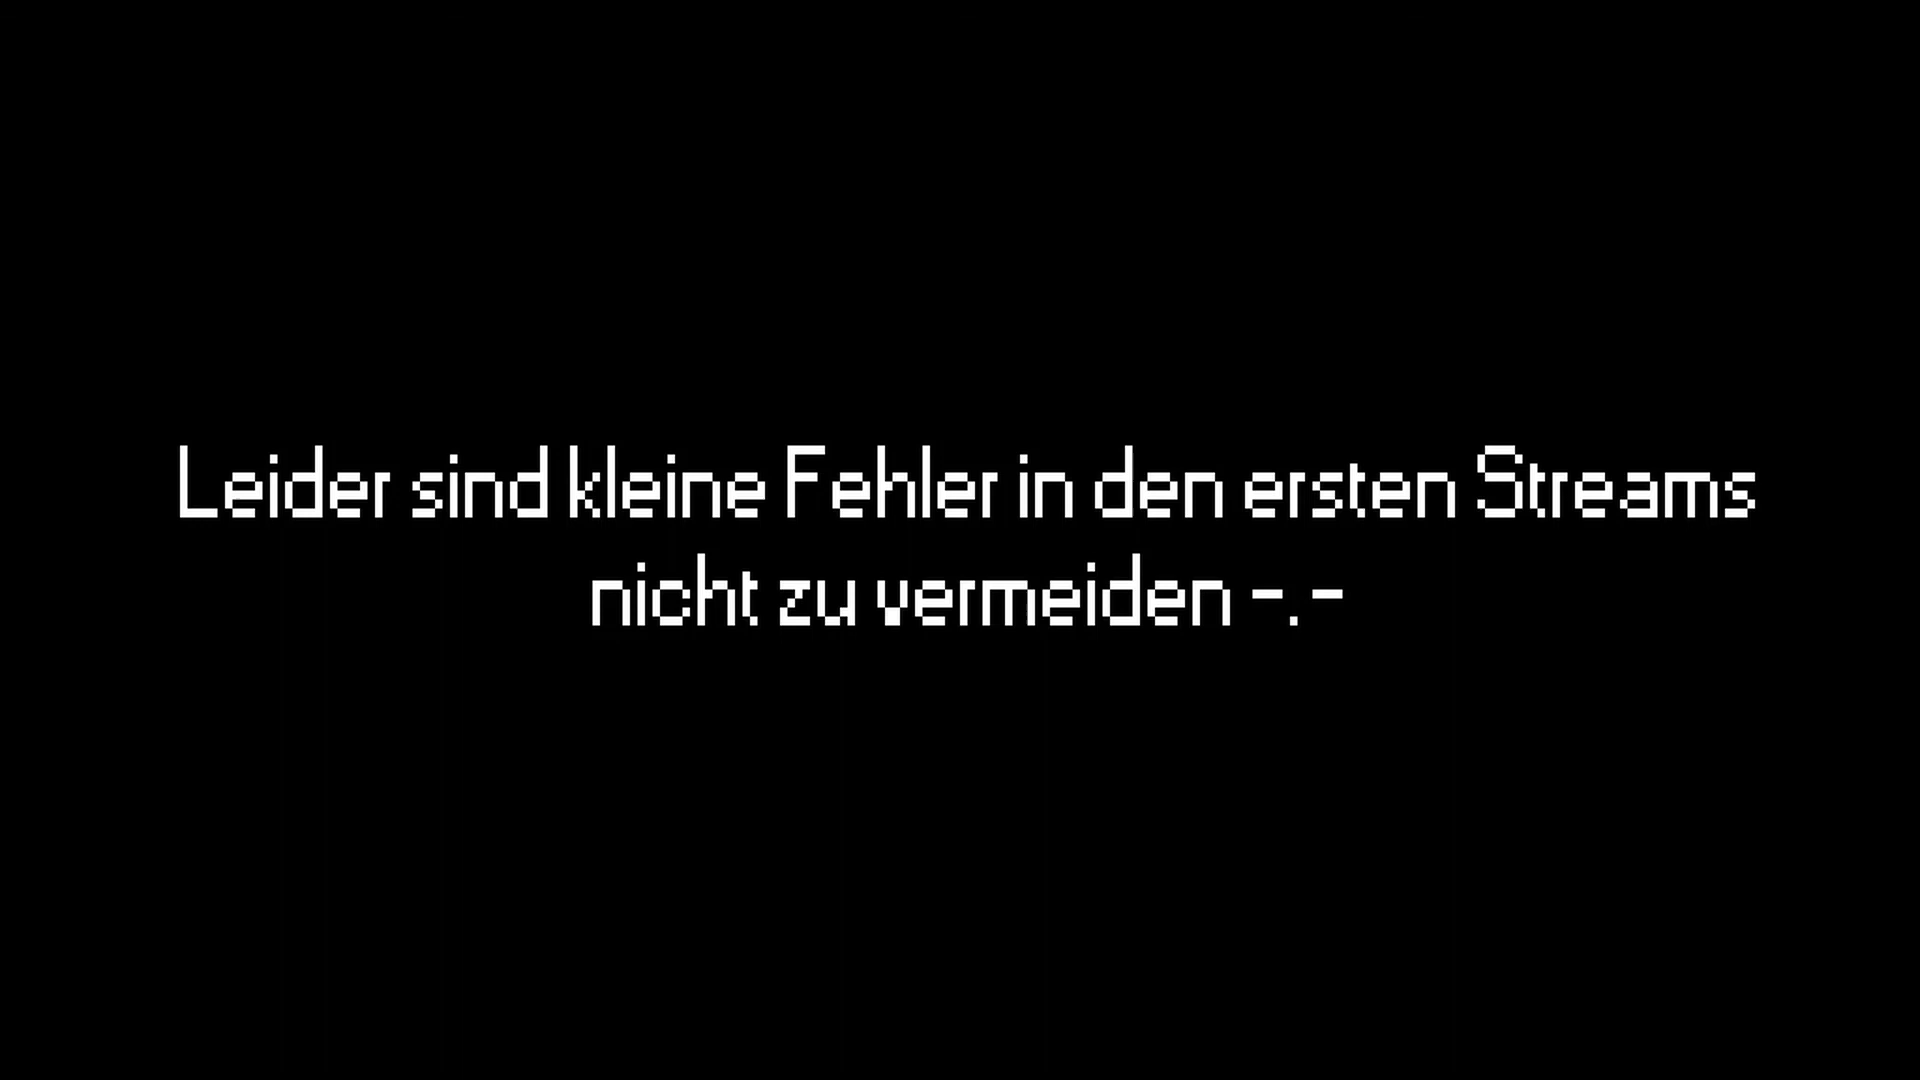 Leider sind kleine Fehler in den ersten Streams
nicht zu vermeiden -.-